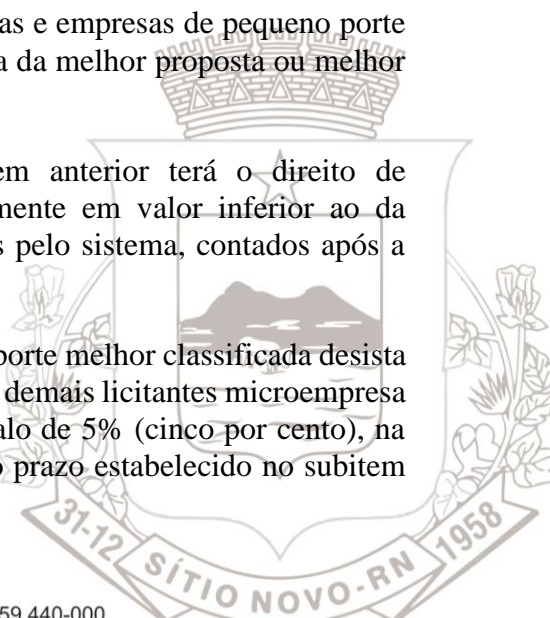 as e empresas de pequeno porte
a da melhor proposta ou melhor
em anterior terá o direito de
mente em valor inferior ao da
s pelo sistema, contados após a
porte melhor classificada desista
demais licitantes microempresa
alo de 5% (cinco por cento), na
o prazo estabelecido no subitem
31-12 SÍTIO NOVO-RN 1958
59.440-000